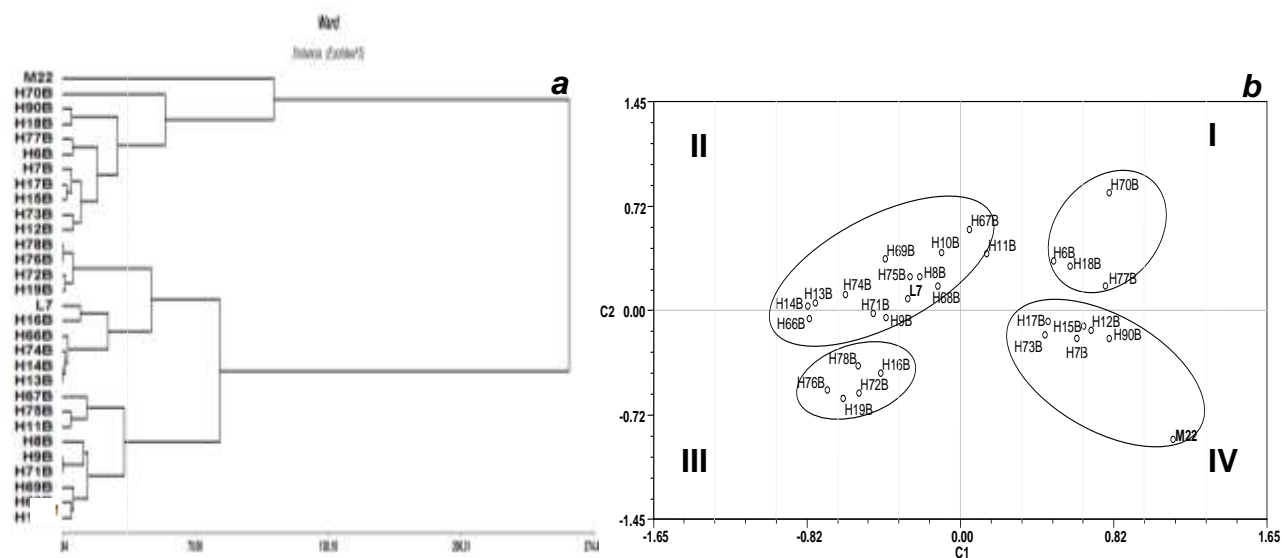 Ward
a
M22
H70B
H90B
H18B
H77B
H6B
H7B
H17B
H15B
H73B
H12B
H78B
H76B
H72B
H19B
L7
H16B
H66B
H74B
H14B
H13B
H67B
H75B
H11B
H8B
H9B
H71B
H69B
b
1.45
0.72
0.00
-0.72
-1.45
C2
II
I
III
IV
H70B
H67B
H10B
H11B
H69B
H6B
H18B
H75B
H8B
H77B
H74B
L7
H68B
H13B
H14B
H71B
H66B
H9B
H17B
H15B
H12B
H73B
H7B
H90B
H78B
H16B
H76B
H72B
H19B
M22
-1.65
-0.82
0.00
0.82
1.65
C1